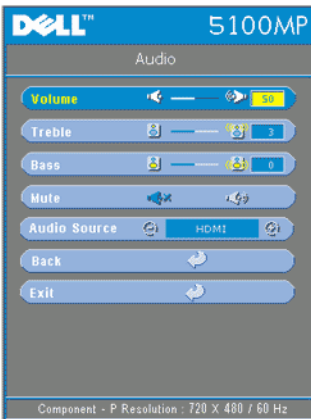 DELL™ 5100MP
Audio
Volume 50
Treble 3
Bass 0
Mute
Audio Source HDMI
Back
Exit
Component - P Resolution : 720 X 480 / 60 Hz